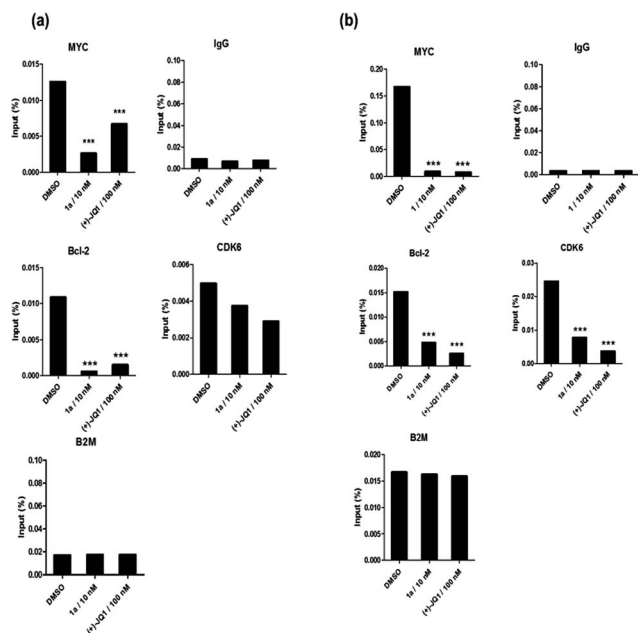 (a)
MYC
Input (%)
0.015
0.010
0.005
0.000
***
***
DMSO
1a / 10 nM
(+)-JQ1 / 100 nM
IgG
Input (%)
0.10
0.08
0.06
0.04
0.02
0.00
DMSO
1a / 10 nM
(+)-JQ1 / 100 nM
Bcl-2
Input (%)
0.015
0.010
0.005
0.000
***
***
DMSO
1a / 10 nM
(+)-JQ1 / 100 nM
CDK6
Input (%)
0.006
0.004
0.002
0.000
DMSO
1a / 10 nM
(+)-JQ1 / 100 nM
B2M
Input (%)
0.10
0.08
0.06
0.04
0.02
0.00
DMSO
1a / 10 nM
(+)-JQ1 / 100 nM
(b)
MYC
Input (%)
0.20
0.15
0.10
0.05
0.00
***
***
DMSO
1 / 10 nM
(+)-JQ1 / 100 nM
IgG
Input (%)
0.10
0.08
0.06
0.04
0.02
0.00
DMSO
1 / 10 nM
(+)-JQ1 / 100 nM
Bcl-2
Input (%)
0.020
0.015
0.010
0.005
0.000
***
***
DMSO
1a / 10 nM
(+)-JQ1 / 100 nM
CDK6
Input (%)
0.03
0.02
0.01
0.00
***
***
DMSO
1a / 10 nM
(+)-JQ1 / 100 nM
B2M
Input (%)
0.020
0.015
0.010
0.005
0.000
DMSO
1a / 10 nM
(+)-JQ1 / 100 nM